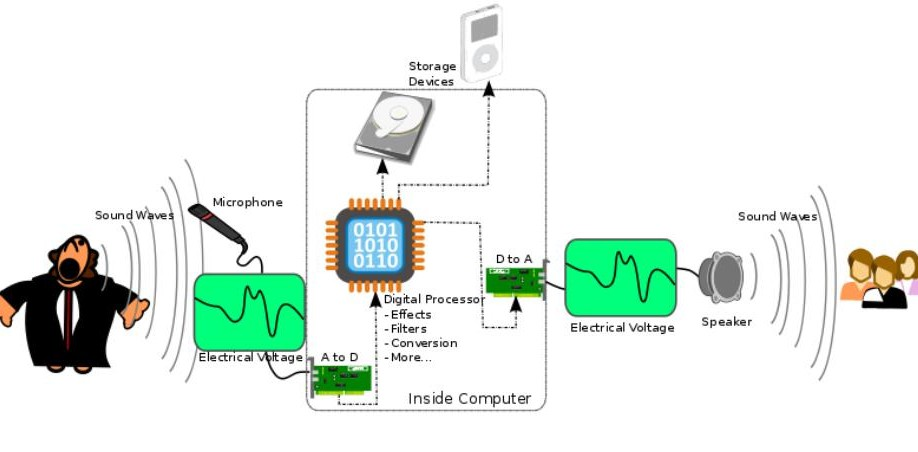 Storage
Devices
Sound Waves
Microphone
0101
1010
0110
Sound Waves
D to A
Digital Processor
- Effects
- Filters
- Conversion
- More...
Electrical Voltage
Speaker
Electrical Voltage
A to D
Inside Computer